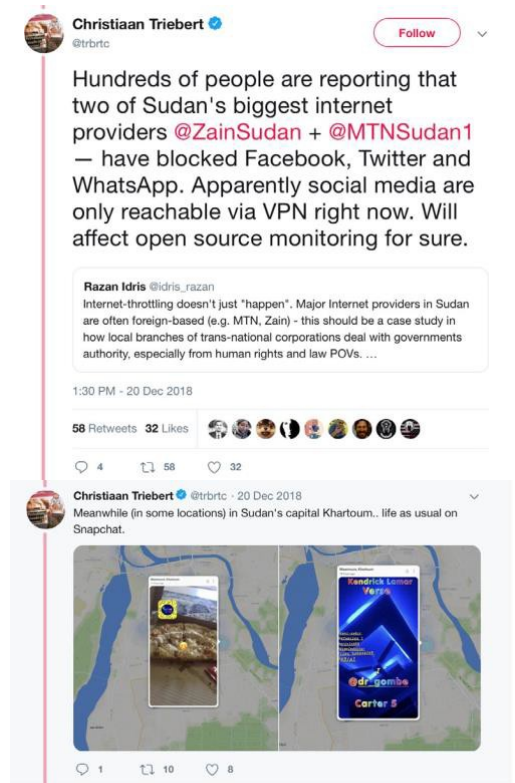 Christiaan Triebert
@trbrtc
Follow
Hundreds of people are reporting that
two of Sudan's biggest internet
providers @ZainSudan + @MTNSudan1
— have blocked Facebook, Twitter and
WhatsApp. Apparently social media are
only reachable via VPN right now. Will
affect open source monitoring for sure.
Razan Idris @idris_razan
Internet-throttling doesn't just "happen". Major Internet providers in Sudan
are often foreign-based (e.g. MTN, Zain) - this should be a case study in
how local branches of trans-national corporations deal with governments
authority, especially from human rights and law POVs. ...
1:30 PM - 20 Dec 2018
58 Retweets 32 Likes
4 58 32
Christiaan Triebert @trbrtc · 20 Dec 2018
Meanwhile (in some locations) in Sudan's capital Khartoum.. life as usual on
Snapchat.
Kendrick Lamar
Verse
@dr_gombe
Carter 5
1 10 8